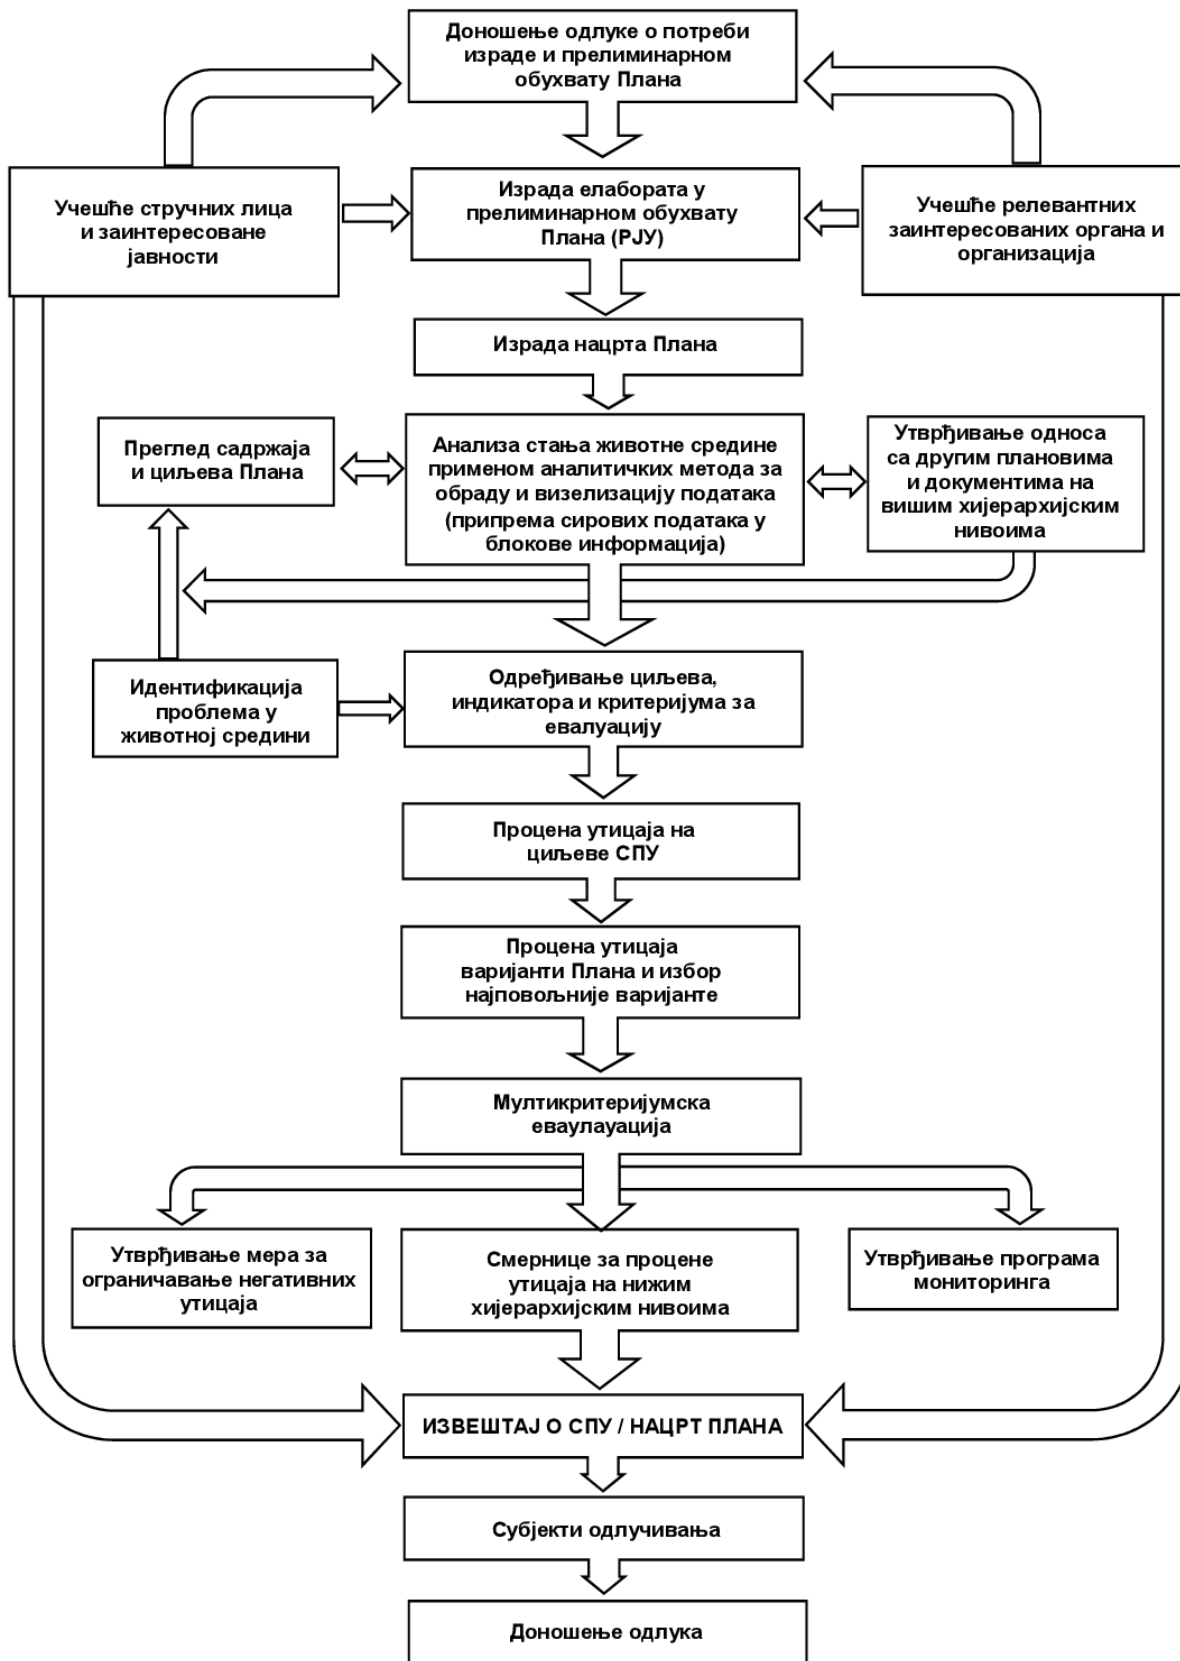 Доношење одлуке о потреби
израде и прелиминарном
обухвату Плана
Учешће стручних лица
и заинтересоване
јавности
Израда елабората у
прелиминарном обухвату
Плана (РЈУ)
Учешће релевантних
заинтересованих органа и
организација
Израда нацрта Плана
Преглед садржаја
и циљева Плана
Анализа стања животне средине
применом аналитичких метода за
обраду и визелизацију података
(припрема сирових података у
блокове информација)
Утврђивање односа
са другим плановима
и документима на
вишим хијерархијским
нивоима
Идентификација
проблема у
животној средини
Одређивање циљева,
индикатора и критеријума за
евалуацију
Процена утицаја на
циљеве СПУ
Процена утицаја
варијанти Плана и избор
најповољније варијанте
Мултикритеријумска
еваулауација
Утврђивање мера за
ограничавање негативних
утицаја
Смернице за процене
утицаја на нижим
хијерархијским нивоима
Утврђивање програма
мониторинга
ИЗВЕШТАЈ О СПУ / НАЦРТ ПЛАНА
Субјекти одлучивања
Доношење одлука